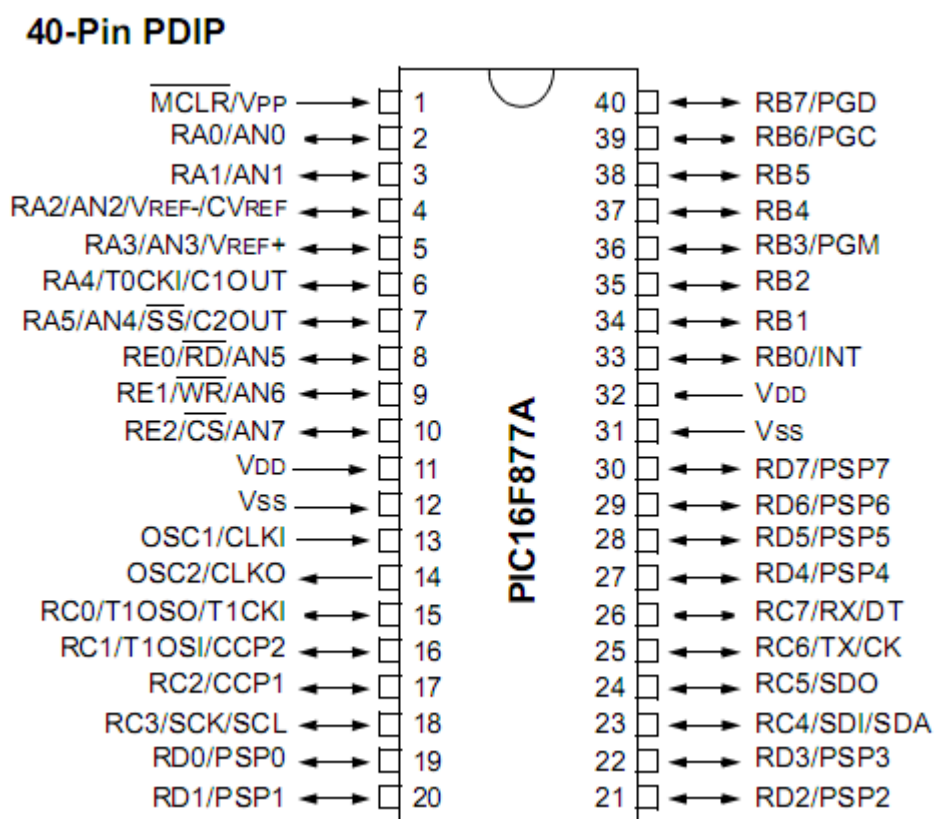 40-Pin PDIP
MCLR/VPP 1 40 RB7/PGD
RA0/AN0 2 39 RB6/PGC
RA1/AN1 3 38 RB5
RA2/AN2/VREF-/CVREF 4 37 RB4
RA3/AN3/VREF+ 5 36 RB3/PGM
RA4/T0CKI/C1OUT 6 35 RB2
RA5/AN4/SS/C2OUT 7 34 RB1
RE0/RD/AN5 8 33 RB0/INT
RE1/WR/AN6 9 32 VDD
RE2/CS/AN7 10 31 VSS
VDD 11 30 RD7/PSP7
VSS 12 29 RD6/PSP6
OSC1/CLKI 13 28 RD5/PSP5
OSC2/CLKO 14 27 RD4/PSP4
RC0/T1OSO/T1CKI 15 26 RC7/RX/DT
RC1/T1OSI/CCP2 16 25 RC6/TX/CK
RC2/CCP1 17 24 RC5/SDO
RC3/SCK/SCL 18 23 RC4/SDI/SDA
RD0/PSP0 19 22 RD3/PSP3
RD1/PSP1 20 21 RD2/PSP2
PIC16F877A